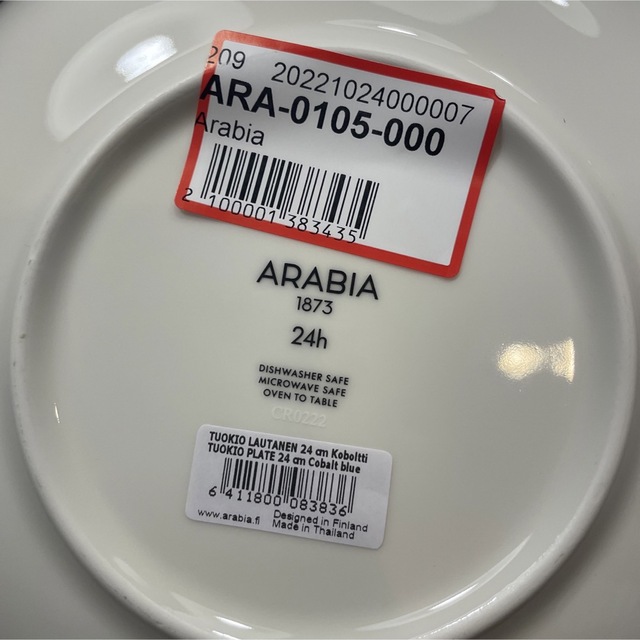 209 20221024000007
ARA-0105-000
Arabia
2 100001 383435
ARABIA
1873
24h
DISHWASHER SAFE
MICROWAVE SAFE
OVEN TO TABLE
CR0222
TUOKIO LAUTANEN 24 cm Koboltti
TUOKIO PLATE 24 cm Cobalt blue
6 411800 083836
www.arabia.fi Designed in Finland
Made in Thailand